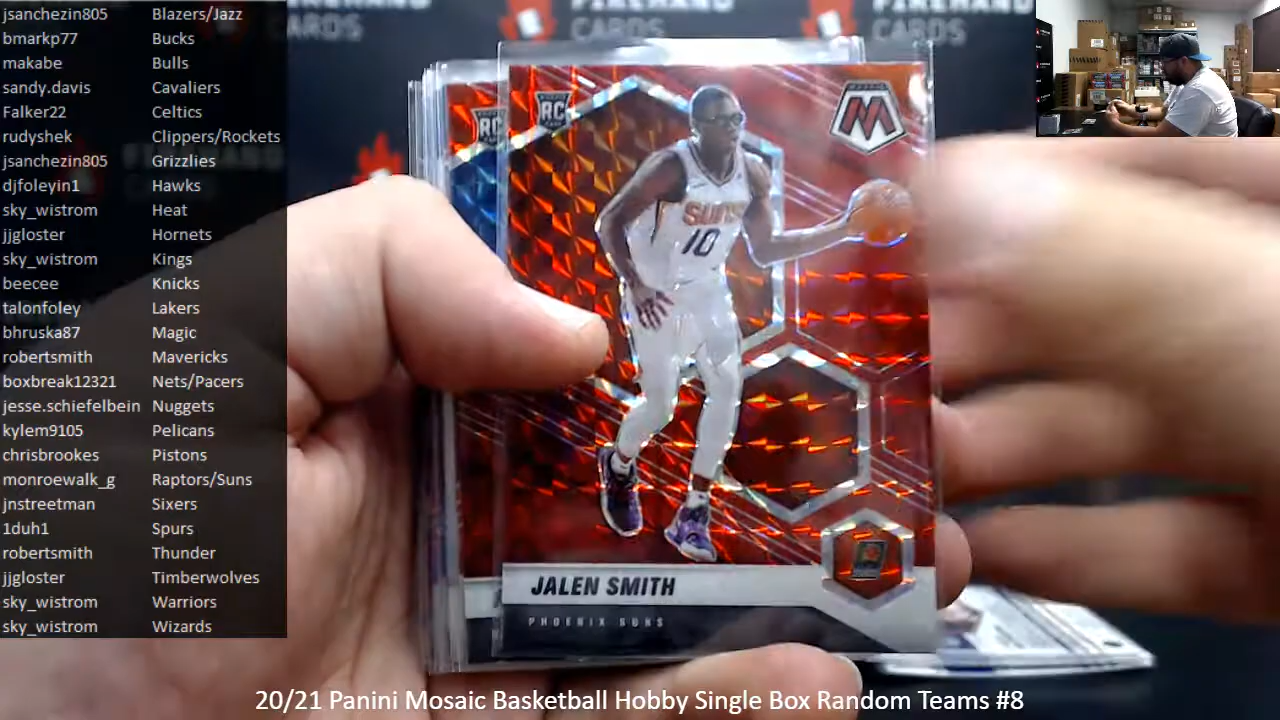 jsanchezin805 Blazers/Jazz
bmarkp77 Bucks
makabe Bulls
sandy.davis Cavaliers
Falker22 Celtics
rudyshek Clippers/Rockets
jsanchezin805 Grizzlies
djfoleyin1 Hawks
sky_wistrom Heat
jjgloster Hornets
sky_wistrom Kings
beecee Knicks
talonfoley Lakers
bhruska87 Magic
robertsmith Mavericks
boxbreak12321 Nets/Pacers
jesse.schiefelbein Nuggets
kylem9105 Pelicans
chrisbrookes Pistons
monroewalk_g Raptors/Suns
jnstreetman Sixers
1duh1 Spurs
robertsmith Thunder
jjgloster Timberwolves
sky_wistrom Warriors
sky_wistrom Wizards
CARDS
FIREHAND
CARDS
CARDS
RC
RC
MOSAIC
M
SUNS
10
JALEN SMITH
PHOENIX SUNS
20/21 Panini Mosaic Basketball Hobby Single Box Random Teams #8